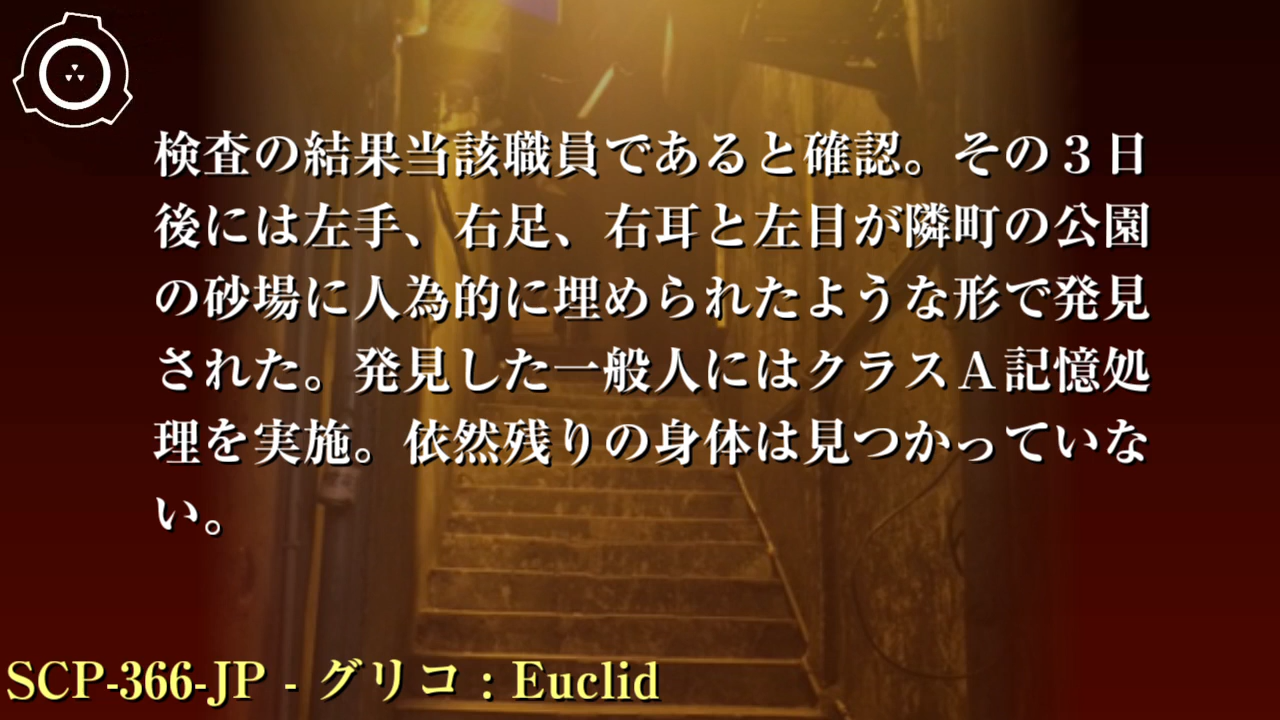 検査の結果当該職員であると確認。その３日
後には左手、右足、右耳と左目が隣町の公園
の砂場に人為的に埋められたような形で発見
された。発見した一般人にはクラスＡ記憶処
理を実施。依然残りの身体は見つかっていな
い。
SCP-366-JP - グリコ : Euclid